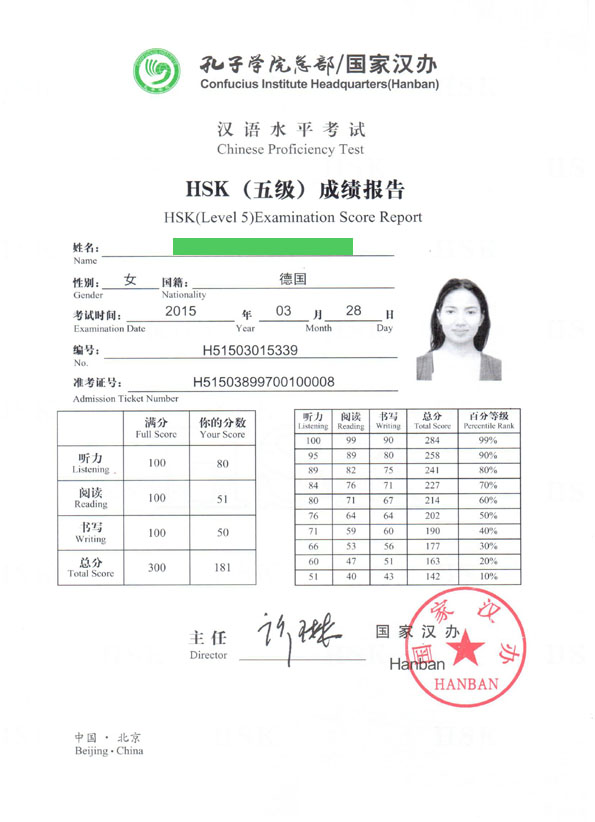 孔子学院总部/国家汉办
Confucius Institute Headquarters(Hanban)
汉语水平考试
Chinese Proficiency Test
HSK（五级）成绩报告
HSK(Level 5)Examination Score Report
姓名：
Name
性别： 女 国籍： 德国
Gender Nationality
考试时间： 2015 年 03 月 28 日
Examination Date Year Month Day
编号： H51503015339
No.
准考证号： H51503899700100008
Admission Ticket Number
满分 你的分数
Full Score Your Score
听力 100 80
Listening
阅读 100 51
Reading
书写 100 50
Writing
总分 300 181
Total Score
听力 阅读 书写 总分 百分等级
Listening Reading Writing Total Score Percentile Rank
100 99 90 284 99%
95 89 80 258 90%
89 82 75 241 80%
84 76 71 227 70%
80 71 67 214 60%
76 64 64 202 50%
71 59 60 190 40%
66 53 56 177 30%
60 47 51 163 20%
51 40 43 142 10%
主任 国家汉办
Director Hanban
国家汉办
HANBAN
中国·北京
Beijing·China
HSK